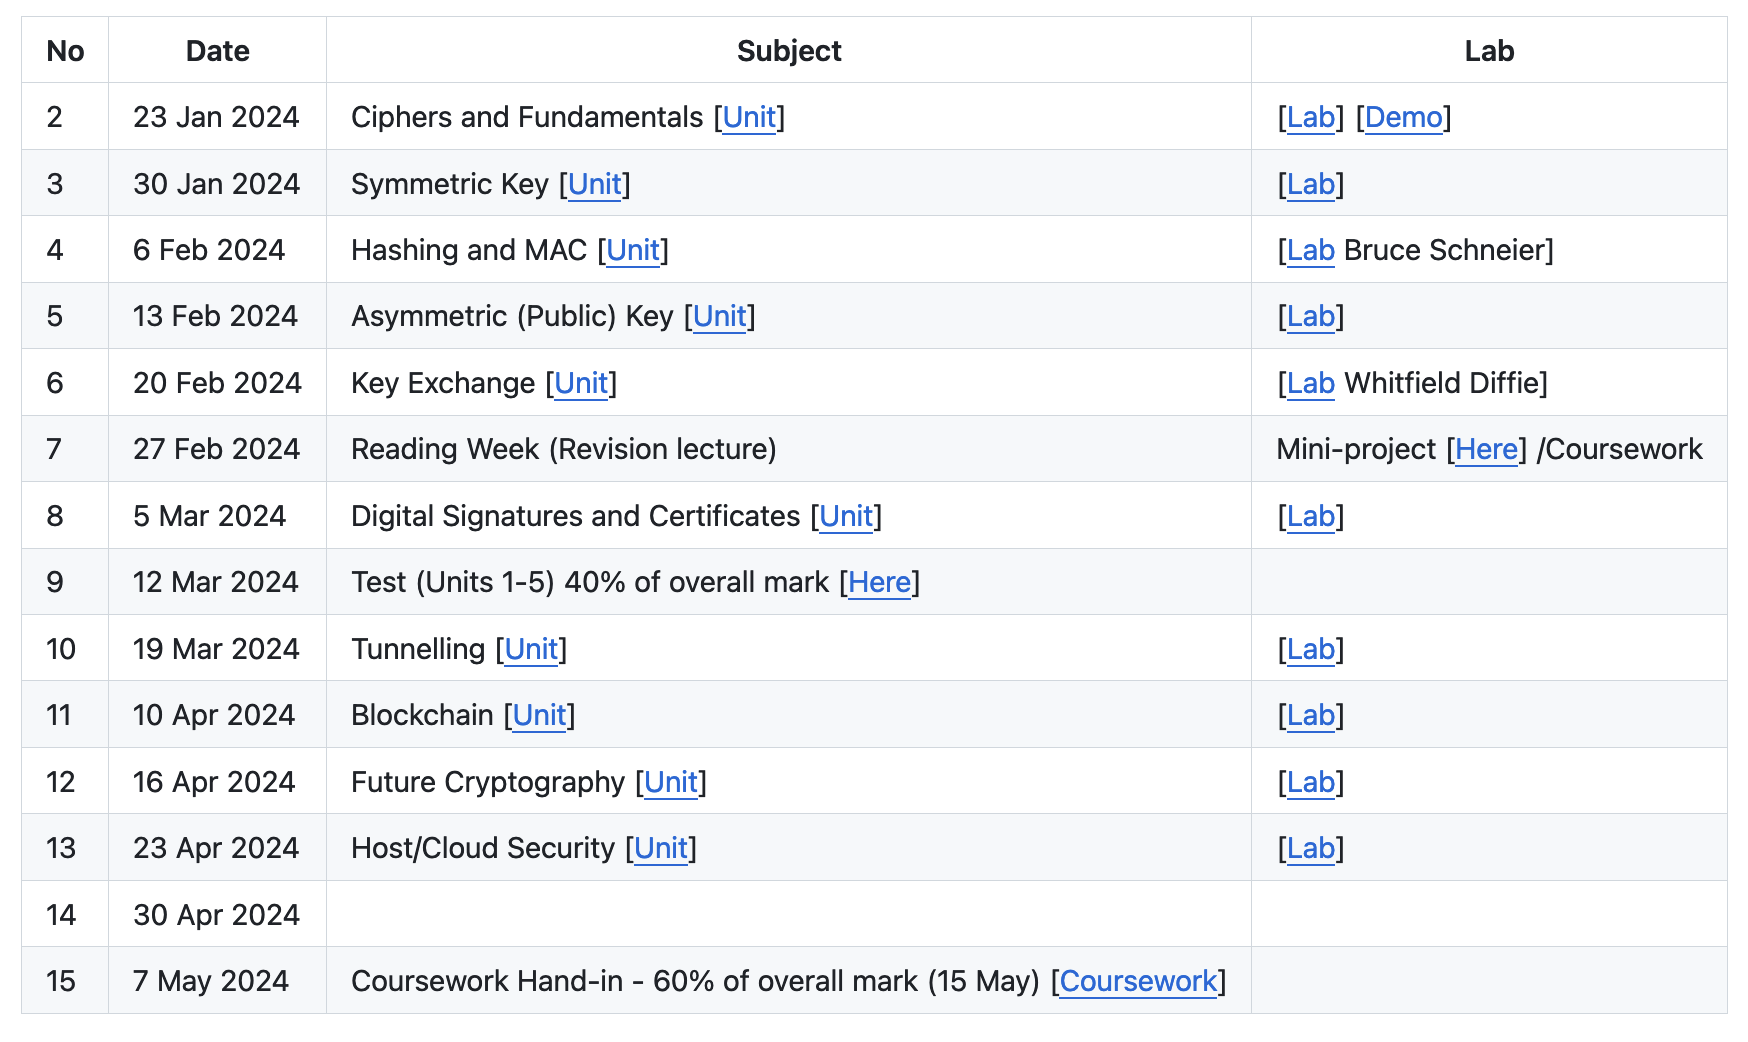 No Date Subject Lab
2 23 Jan 2024 Ciphers and Fundamentals [Unit] [Lab] [Demo]
3 30 Jan 2024 Symmetric Key [Unit] [Lab]
4 6 Feb 2024 Hashing and MAC [Unit] [Lab Bruce Schneier]
5 13 Feb 2024 Asymmetric (Public) Key [Unit] [Lab]
6 20 Feb 2024 Key Exchange [Unit] [Lab Whitfield Diffie]
7 27 Feb 2024 Reading Week (Revision lecture) Mini-project [Here] /Coursework
8 5 Mar 2024 Digital Signatures and Certificates [Unit] [Lab]
9 12 Mar 2024 Test (Units 1-5) 40% of overall mark [Here]
10 19 Mar 2024 Tunnelling [Unit] [Lab]
11 10 Apr 2024 Blockchain [Unit] [Lab]
12 16 Apr 2024 Future Cryptography [Unit] [Lab]
13 23 Apr 2024 Host/Cloud Security [Unit] [Lab]
14 30 Apr 2024
15 7 May 2024 Coursework Hand-in - 60% of overall mark (15 May) [Coursework]